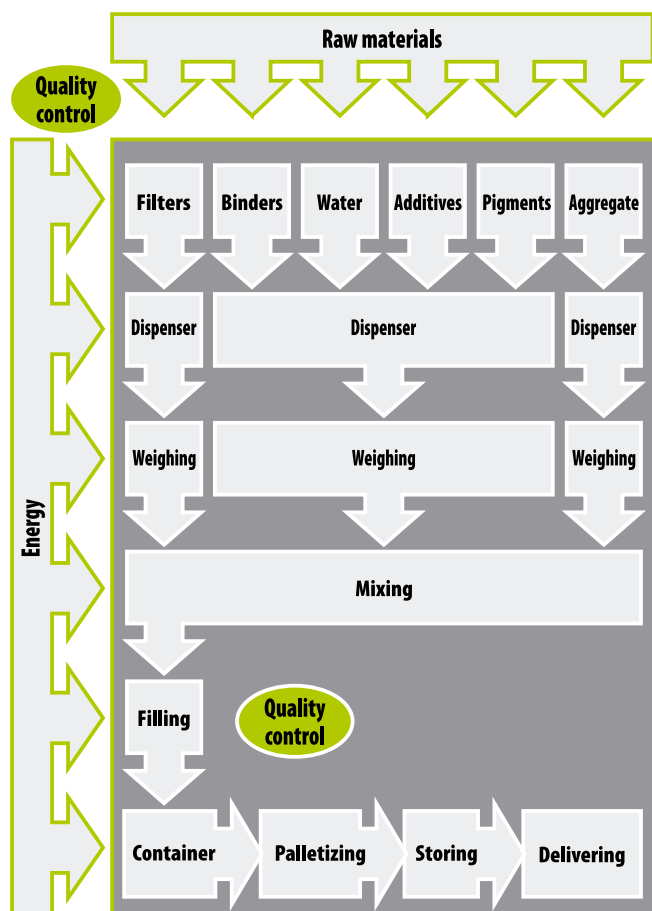 Raw materials
Quality
control
Filters Binders Water Additives Pigments Aggregate
Dispenser Dispenser Dispenser
Weighing Weighing Weighing
Energy
Mixing
Filling
Quality
control
Container Palletizing Storing Delivering